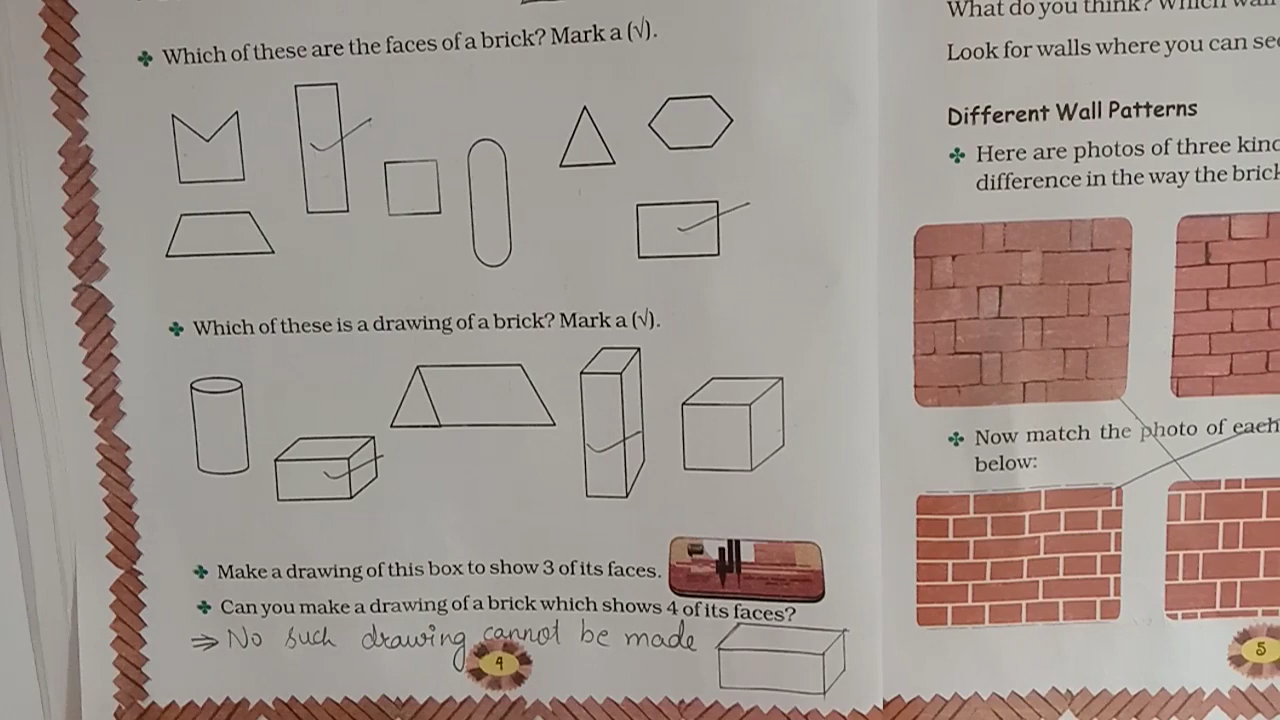 Which of these are the faces of a brick? Mark a (√).
Which of these is a drawing of a brick? Mark a (√).
Make a drawing of this box to show 3 of its faces.
Can you make a drawing of a brick which shows 4 of its faces?
⇒ No such drawing cannot be made
4
What do you think? Which wall
Look for walls where you can see
Different Wall Patterns
Here are photos of three kind
difference in the way the brick
Now match the photo of each
below:
5